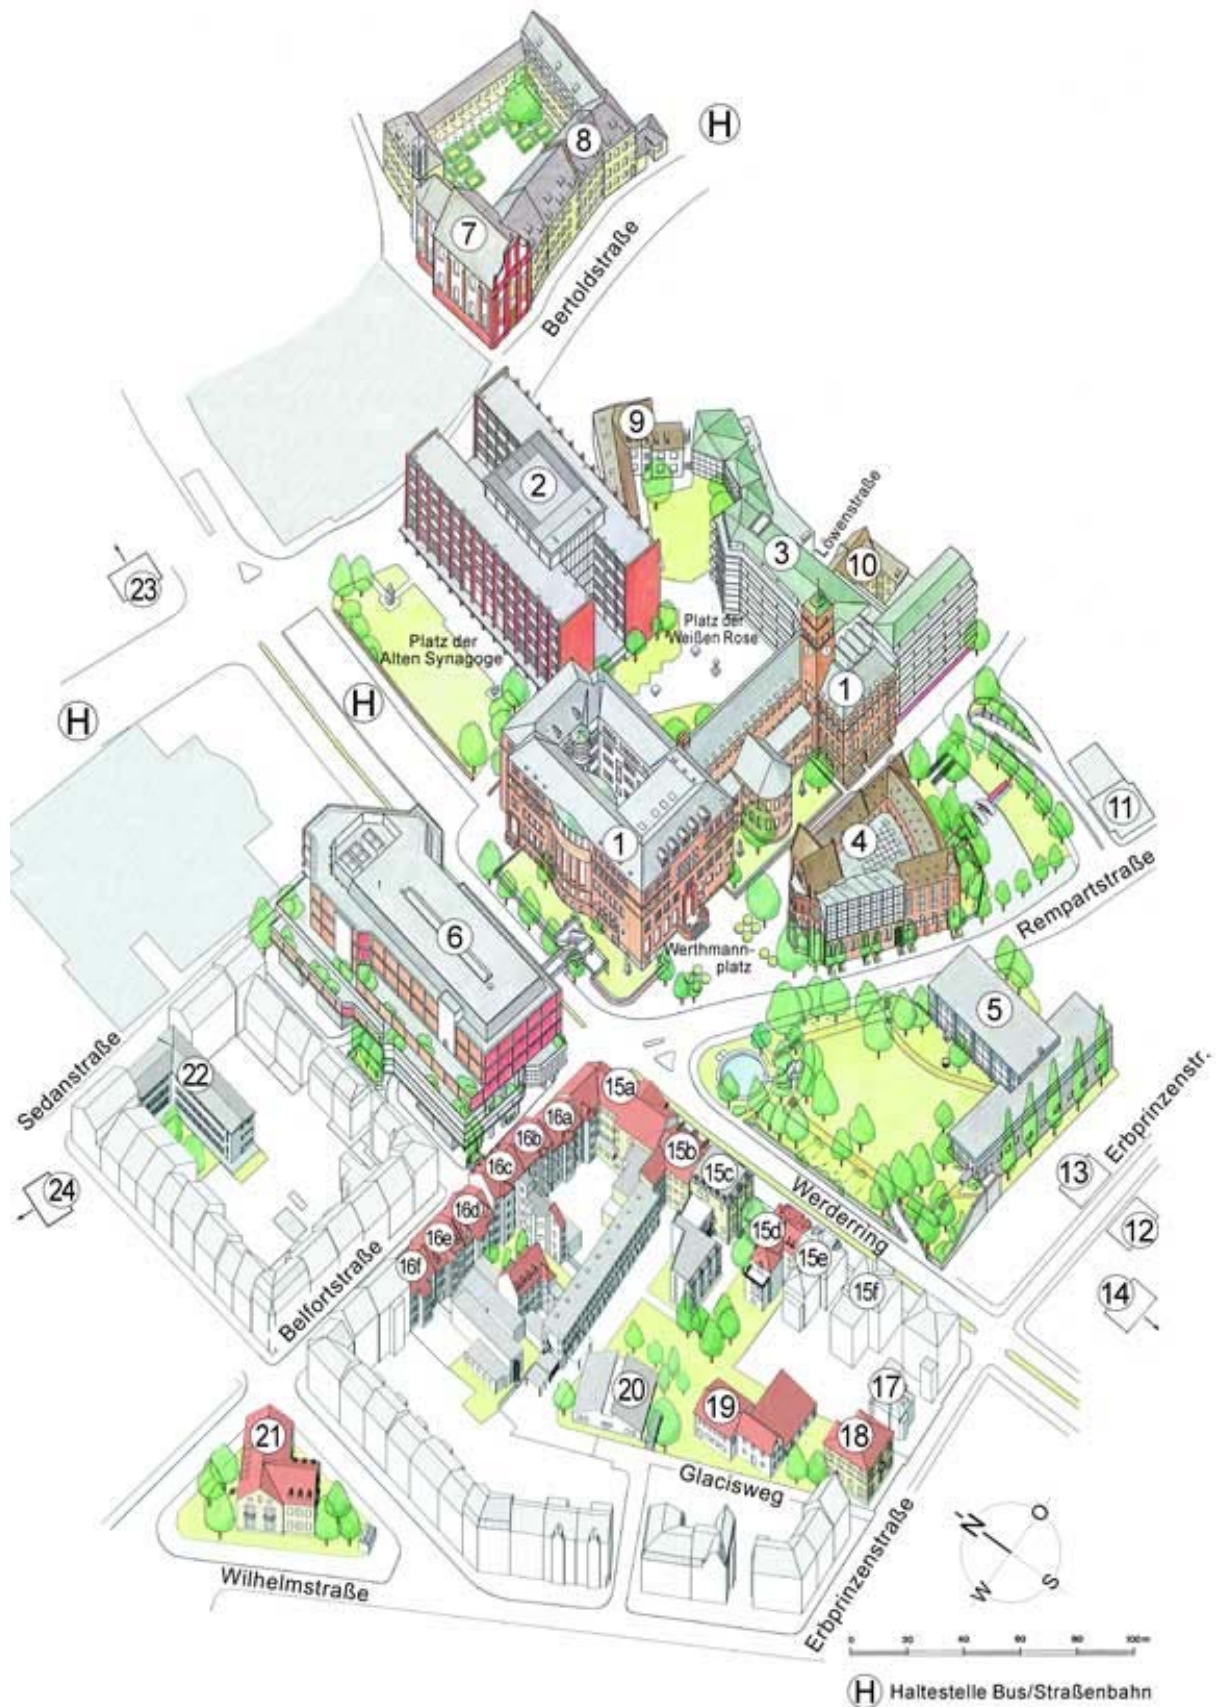 H
8
7
Bertoldstraße
9
2
3
Löwenstraße
10
23
Platz der
Weißen Rose
Platz der
Alten Synagoge
H
H
1
11
1
4
6
Rempartstraße
Werthmann-
platz
5
Sedanstraße
22
15a
16a
16b
15b
15c
16c
Erbprinzenstr.
13
24
16d
Werderring
12
16e
15d
15e
16f
15f
14
Belfortstraße
20
19
17
18
21
Glacisweg
N
O
W
S
Wilhelmstraße
Erbprinzenstraße
0 20 40 60 80 100m
H Haltestelle Bus/Straßenbahn